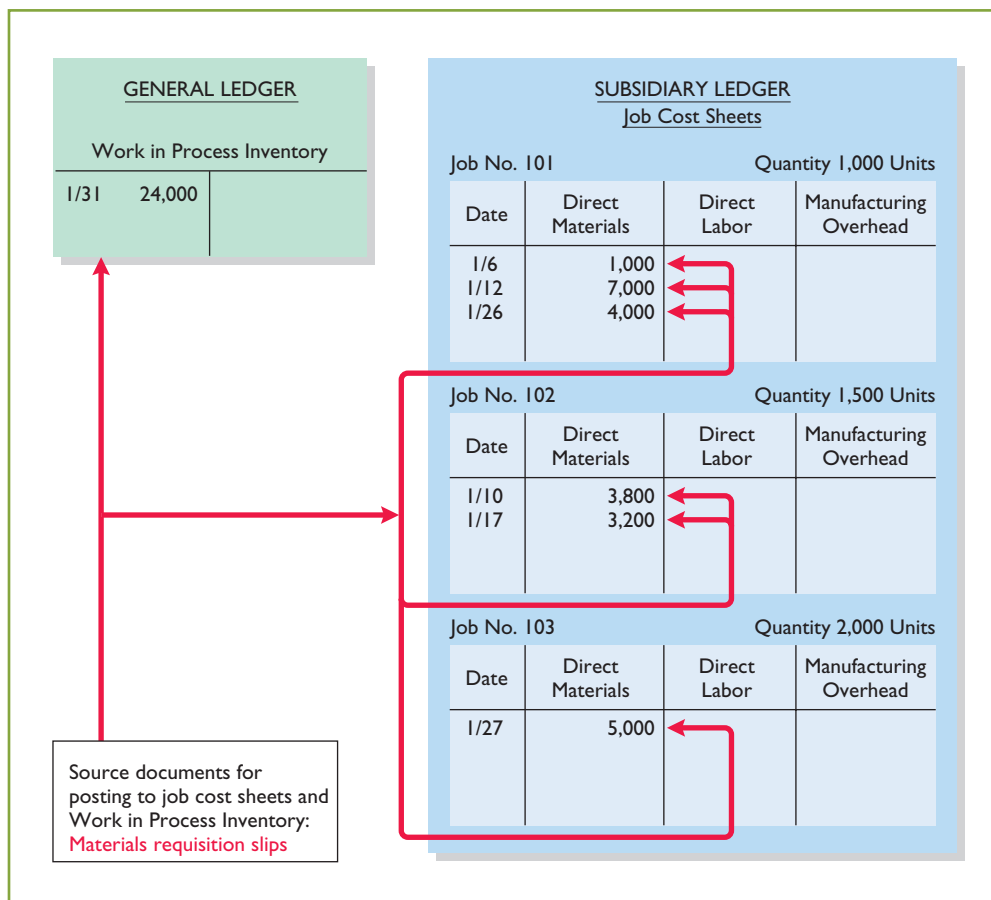 GENERAL LEDGER
Work in Process Inventory
1/31 24,000
SUBSIDIARY LEDGER
Job Cost Sheets
Job No. 101 Quantity 1,000 Units
Date Direct Materials Direct Labor Manufacturing Overhead
1/6 1,000
1/12 7,000
1/26 4,000
Job No. 102 Quantity 1,500 Units
Date Direct Materials Direct Labor Manufacturing Overhead
1/10 3,800
1/17 3,200
Job No. 103 Quantity 2,000 Units
Date Direct Materials Direct Labor Manufacturing Overhead
1/27 5,000
Source documents for
posting to job cost sheets and
Work in Process Inventory:
Materials requisition slips